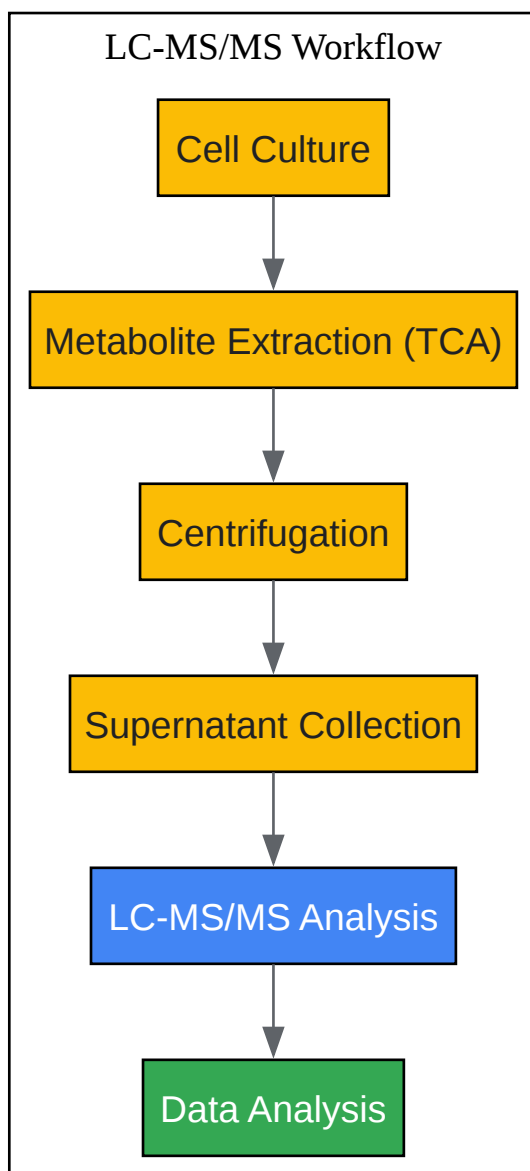 LC-MS/MS Workflow
Cell Culture
Metabolite Extraction (TCA)
Centrifugation
Supernatant Collection
LC-MS/MS Analysis
Data Analysis